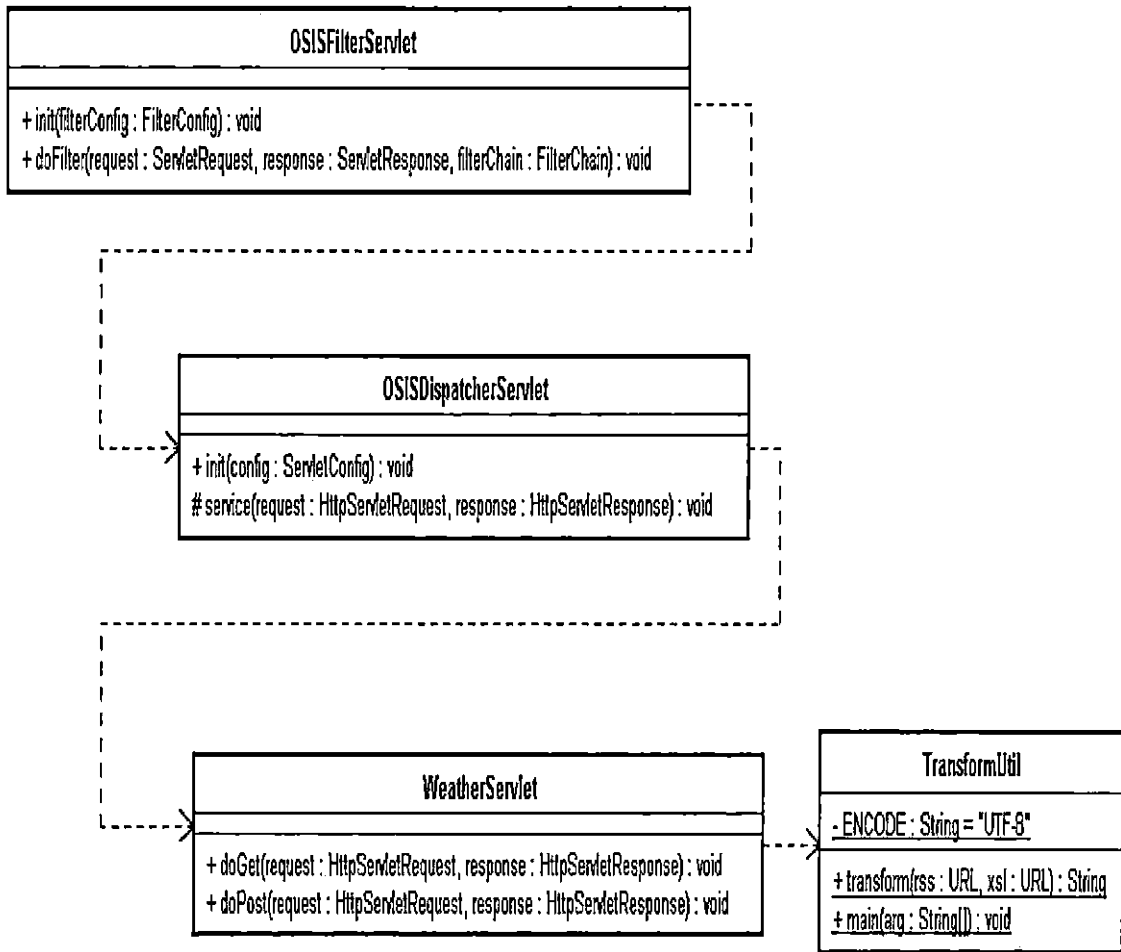 OSISFilterServlet
+ init(filterConfig : FilterConfig) : void
+ doFilter(request : ServletRequest, response : ServletResponse, filterChain : FilterChain) : void
OSISDispatcherServlet
+ init(config : ServletConfig) : void
# service(request : HttpServletRequest, response : HttpServletResponse) : void
WeatherServlet
+ doGet(request : HttpServletRequest, response : HttpServletResponse) : void
+ doPost(request : HttpServletRequest, response : HttpServletResponse) : void
TransformUtil
- ENCODE : String = "UTF-8"
+ transform(rss : URL, xsl : URL) : String
+ main(arg : String[]) : void